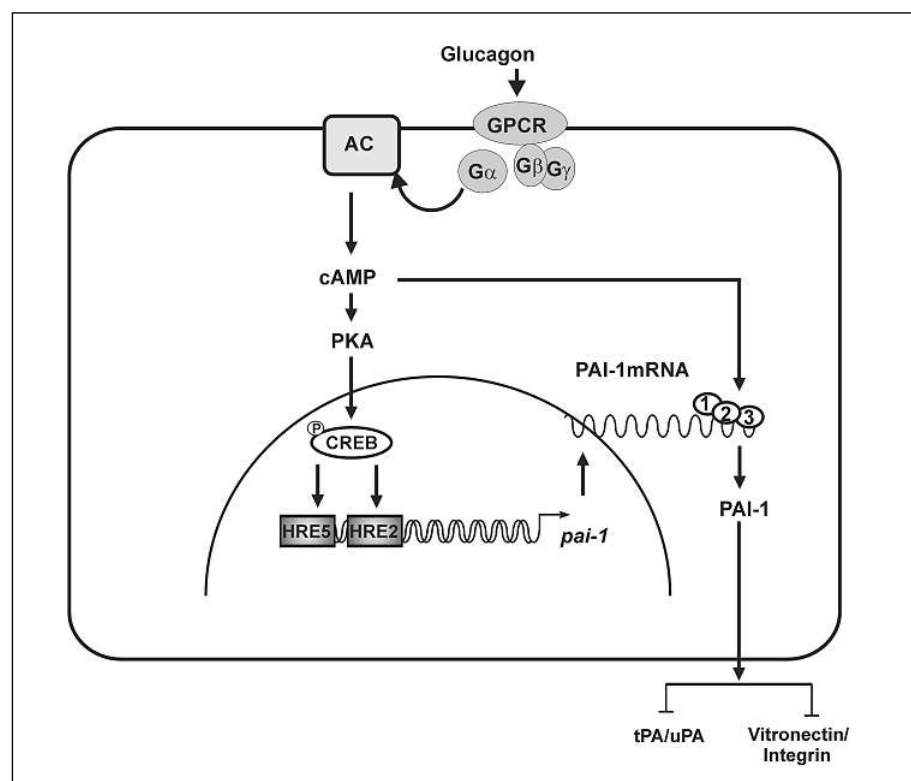 Glucagon
GPCR
AC
Gα
Gβ
Gγ
cAMP
PKA
PAI-1mRNA
1
2
3
P
CREB
HRE5
HRE2
pai-1
PAI-1
tPA/uPA
Vitronectin/
Integrin